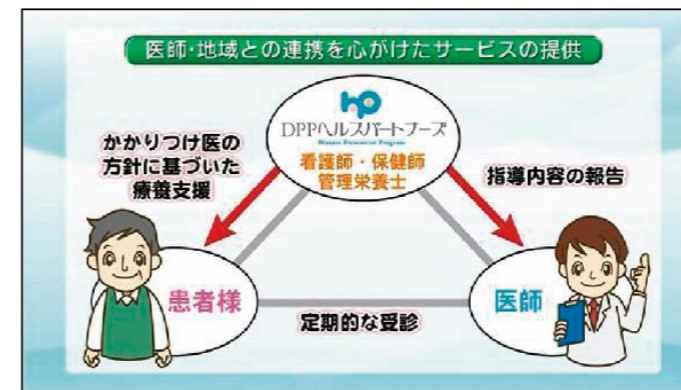 医師・地域との連携を心がけたサービスの提供
DPPヘルスパートナーズ
Disease Prevention Program
看護師・保健師
管理栄養士
かかりつけ医の
方針に基づいた
療養支援
指導内容の報告
患者様
医師
定期的な受診